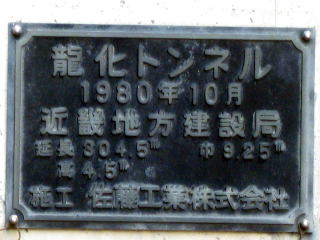 龍化トンネル
1980年10月
近畿地方建設局
延長304.5m 巾9.25m
高4.5m
施工 佐藤工業株式会社